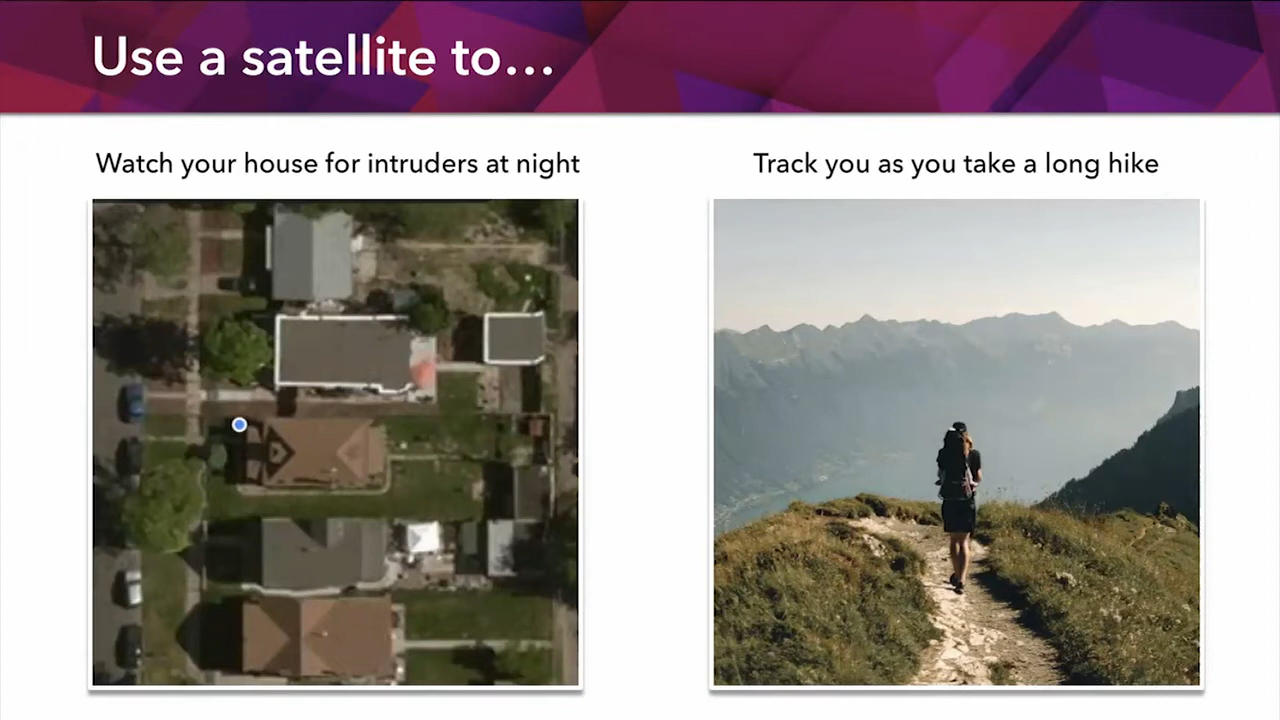 Use a satellite to...
Watch your house for intruders at night
Track you as you take a long hike